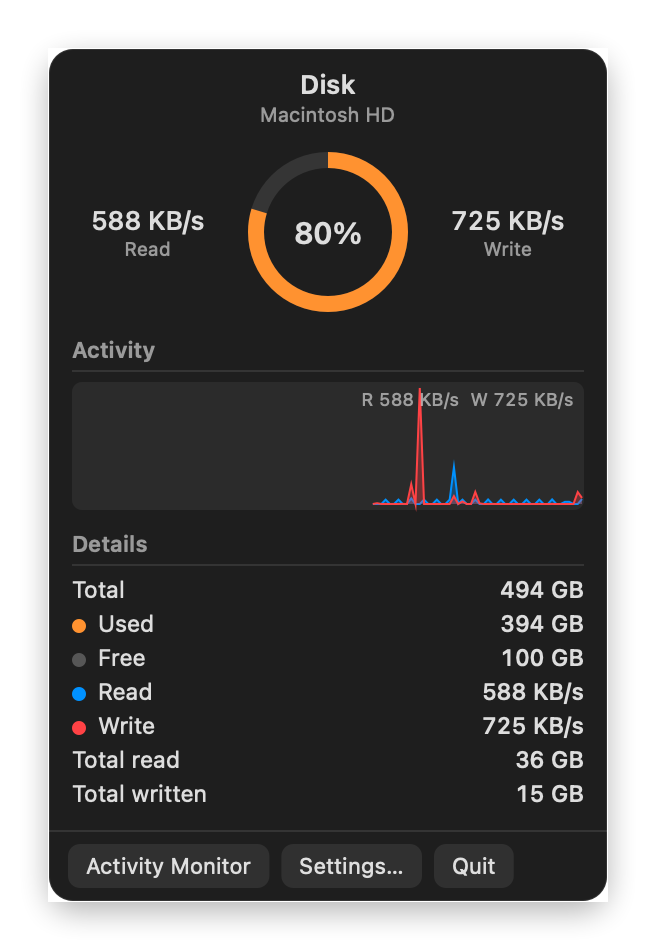 Disk
Macintosh HD
588 KB/s
Read
80%
725 KB/s
Write
Activity
R 588 KB/s W 725 KB/s
Details
Total 494 GB
Used 394 GB
Free 100 GB
Read 588 KB/s
Write 725 KB/s
Total read 36 GB
Total written 15 GB
Activity Monitor Settings... Quit